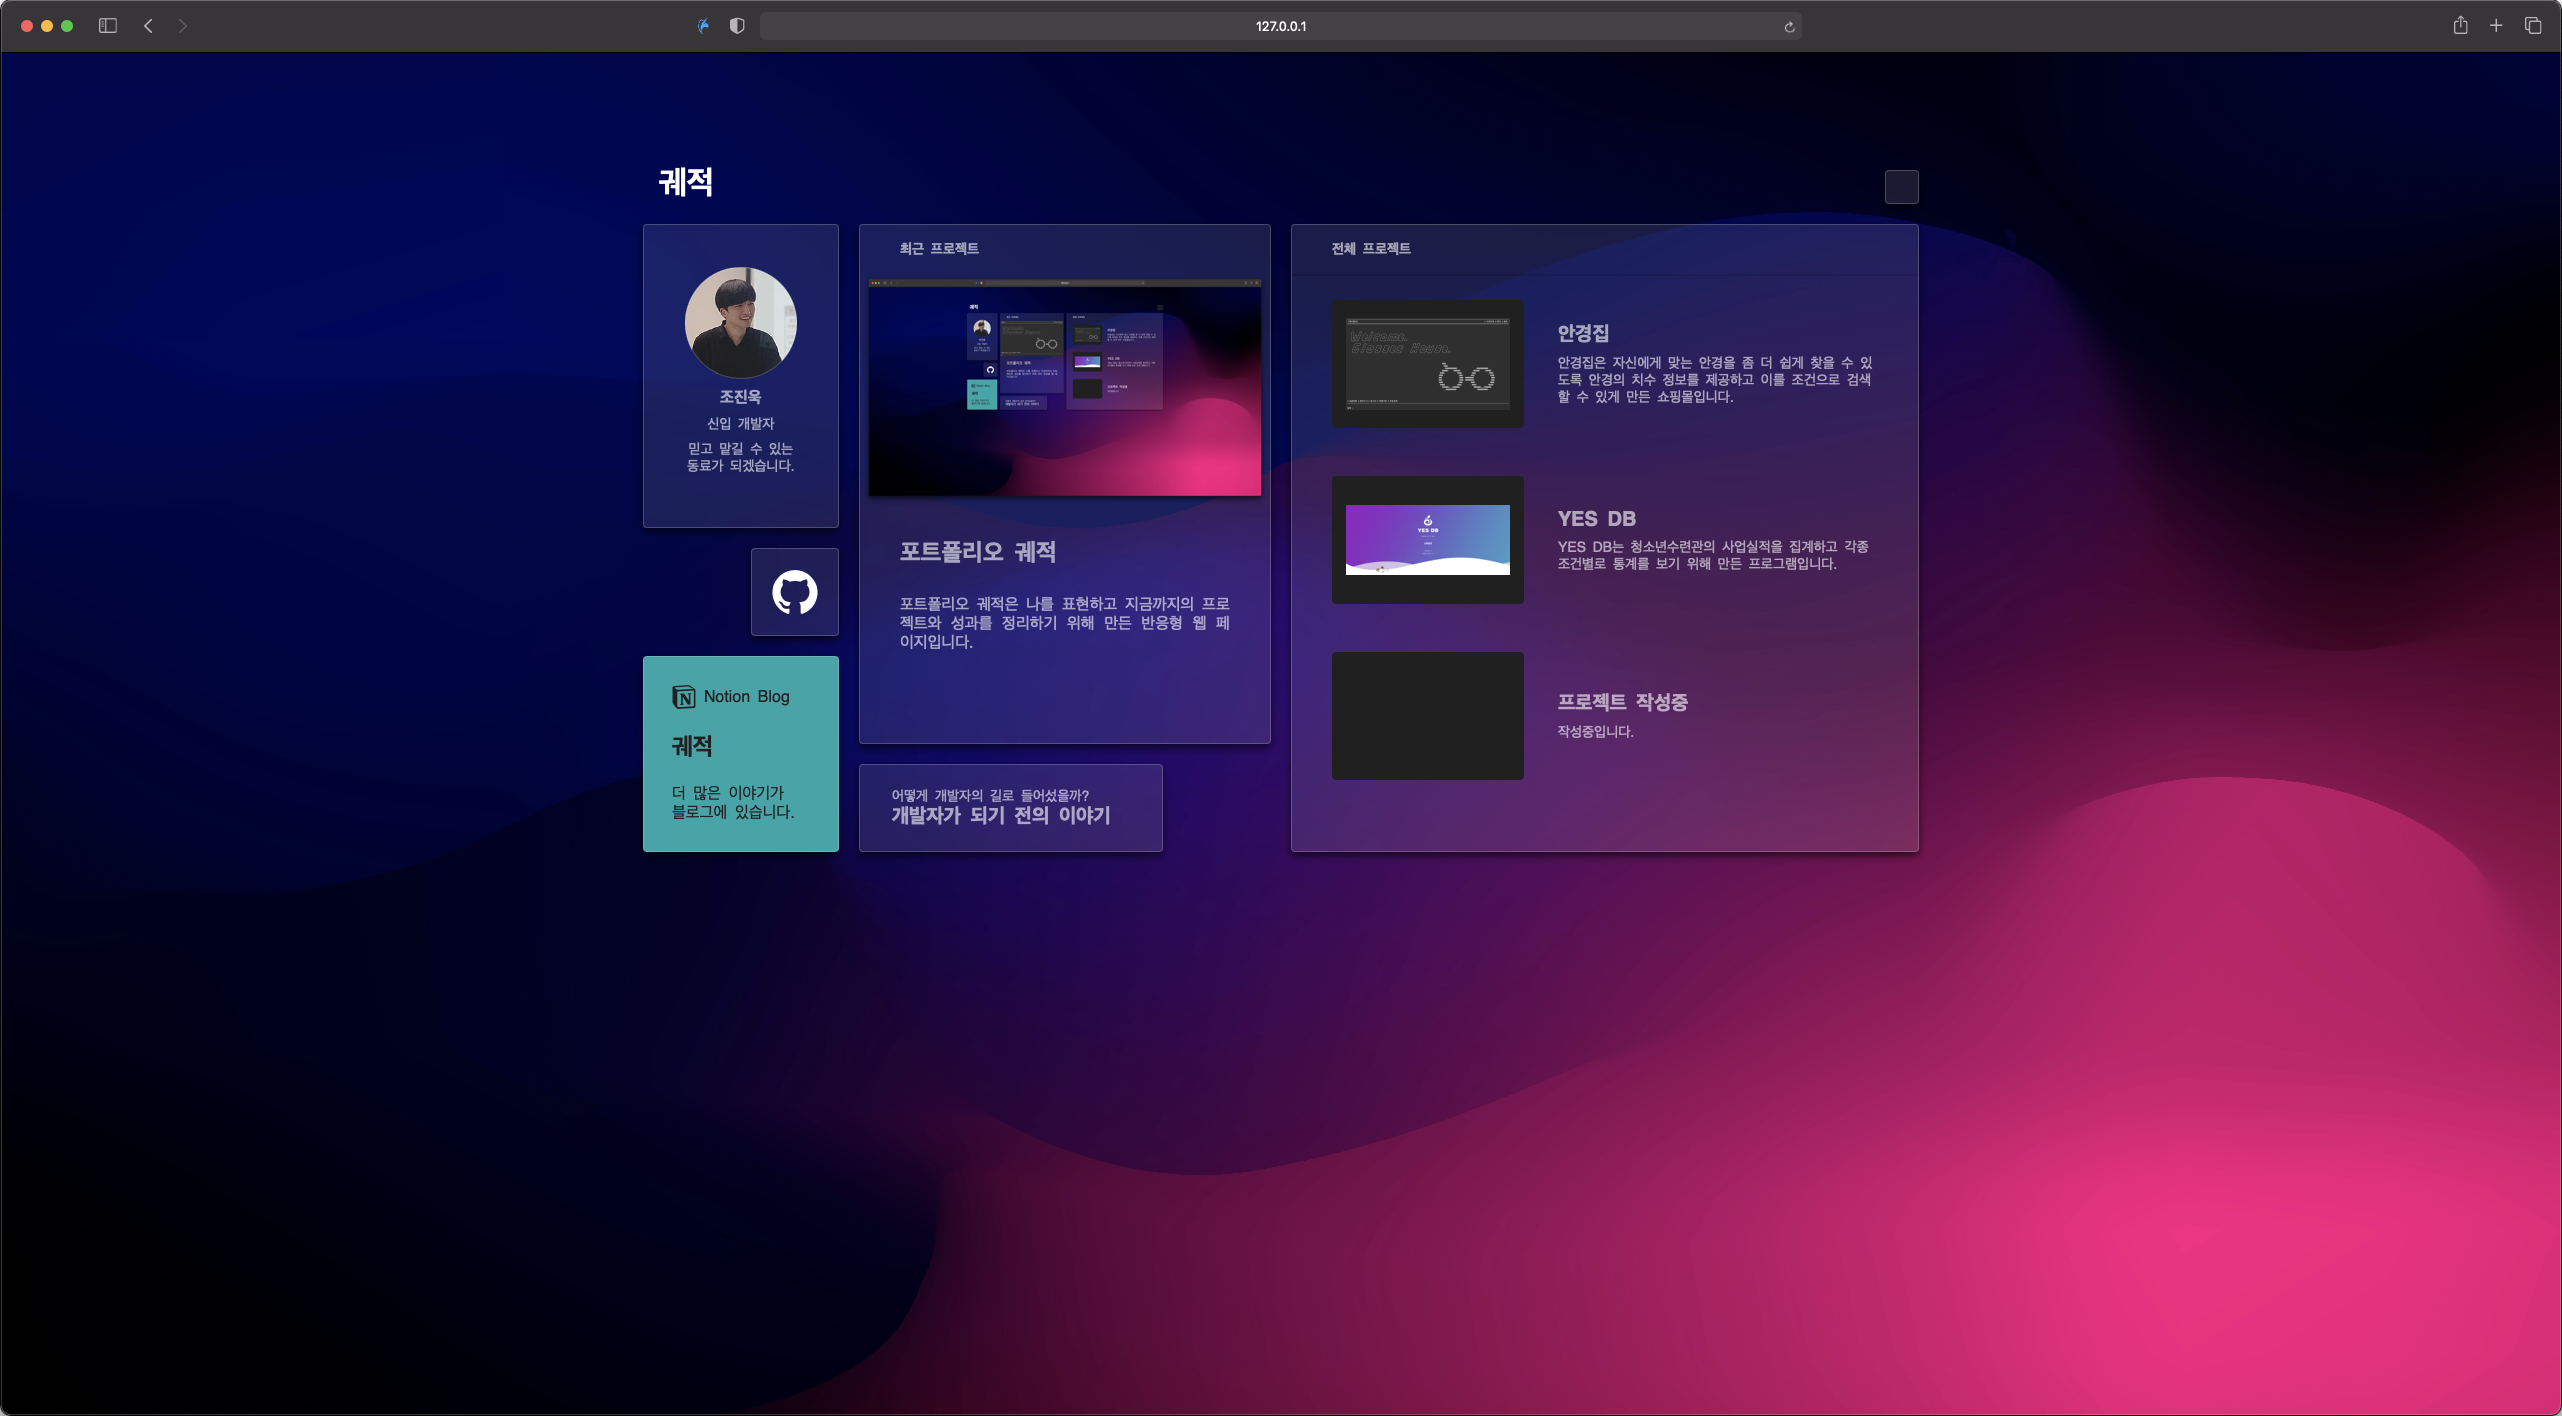 127.0.0.1
궤적
조진욱
신입 개발자
믿고 맡길 수 있는
동료가 되겠습니다.
Notion Blog
궤적
더 많은 이야기가
블로그에 있습니다.
최근 프로젝트
포트폴리오 궤적
포트폴리오 궤적은 나를 표현하고 지금까지의 프로
젝트와 성과를 정리하기 위해 만든 반응형 웹 페
이지입니다.
어떻게 개발자의 길로 들어섰을까?
개발자가 되기 전의 이야기
전체 프로젝트
Welcome.
Glasses House.
안경집
안경집은 자신에게 맞는 안경을 좀 더 쉽게 찾을 수 있
도록 안경의 치수 정보를 제공하고 이를 조건으로 검색
할 수 있게 만든 쇼핑몰입니다.
YES DB
YES DB
YES DB는 청소년수련관의 사업실적을 집계하고 각종
조건별로 통계를 보기 위해 만든 프로그램입니다.
프로젝트 작성중
작성중입니다.